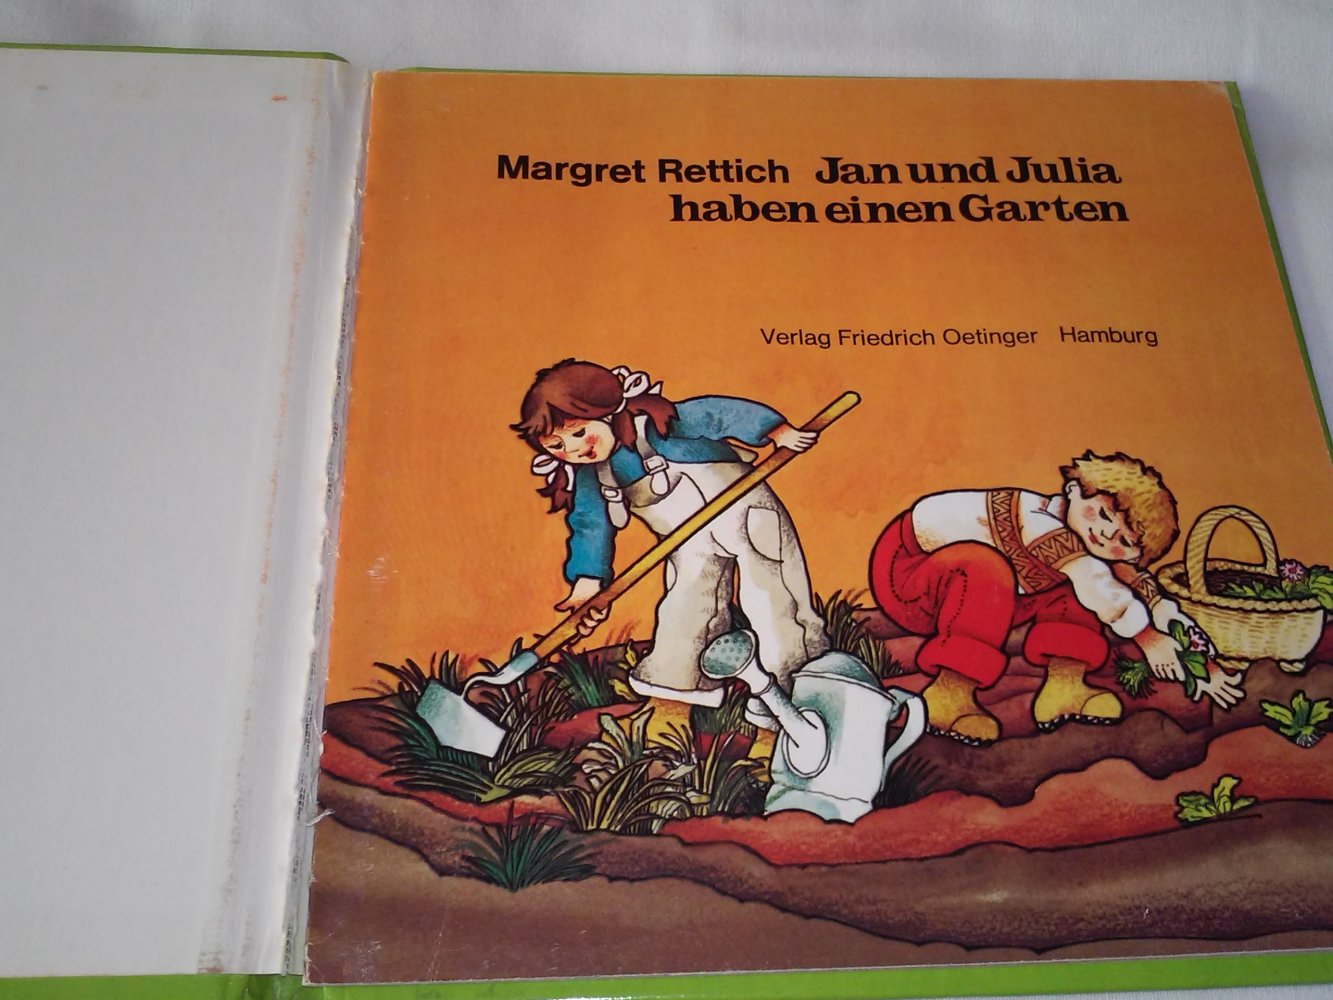 Margret Rettich Jan und Julia
haben einen Garten
Verlag Friedrich Oetinger Hamburg